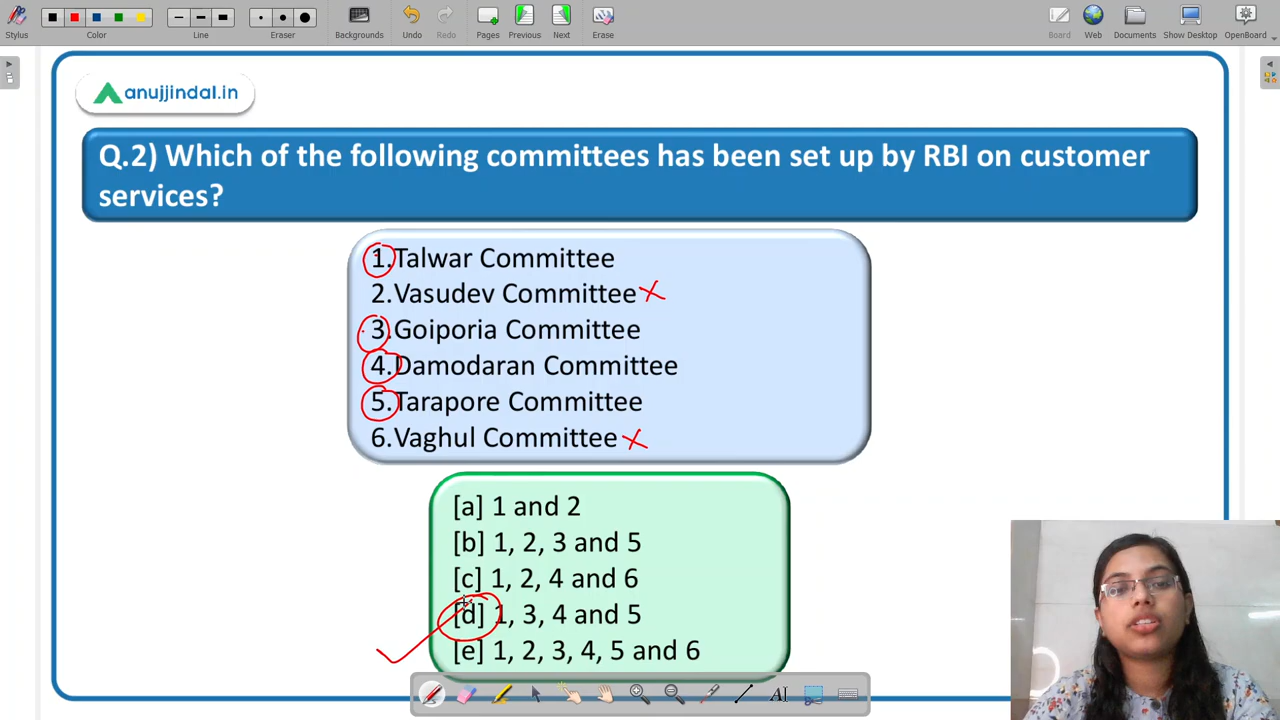 Stylus
Color
Line
Eraser
Backgrounds
Undo
Redo
Pages
Previous
Next
Erase
Board
Web
Documents
Show Desktop
OpenBoard
anujjindal.in
Q.2) Which of the following committees has been set up by RBI on customer
services?
1.Talwar Committee
2.Vasudev Committee
3.Goiporia Committee
4.Damodaran Committee
5.Tarapore Committee
6.Vaghul Committee
[a] 1 and 2
[b] 1, 2, 3 and 5
[c] 1, 2, 4 and 6
[d] 1, 3, 4 and 5
[e] 1, 2, 3, 4, 5 and 6
AI